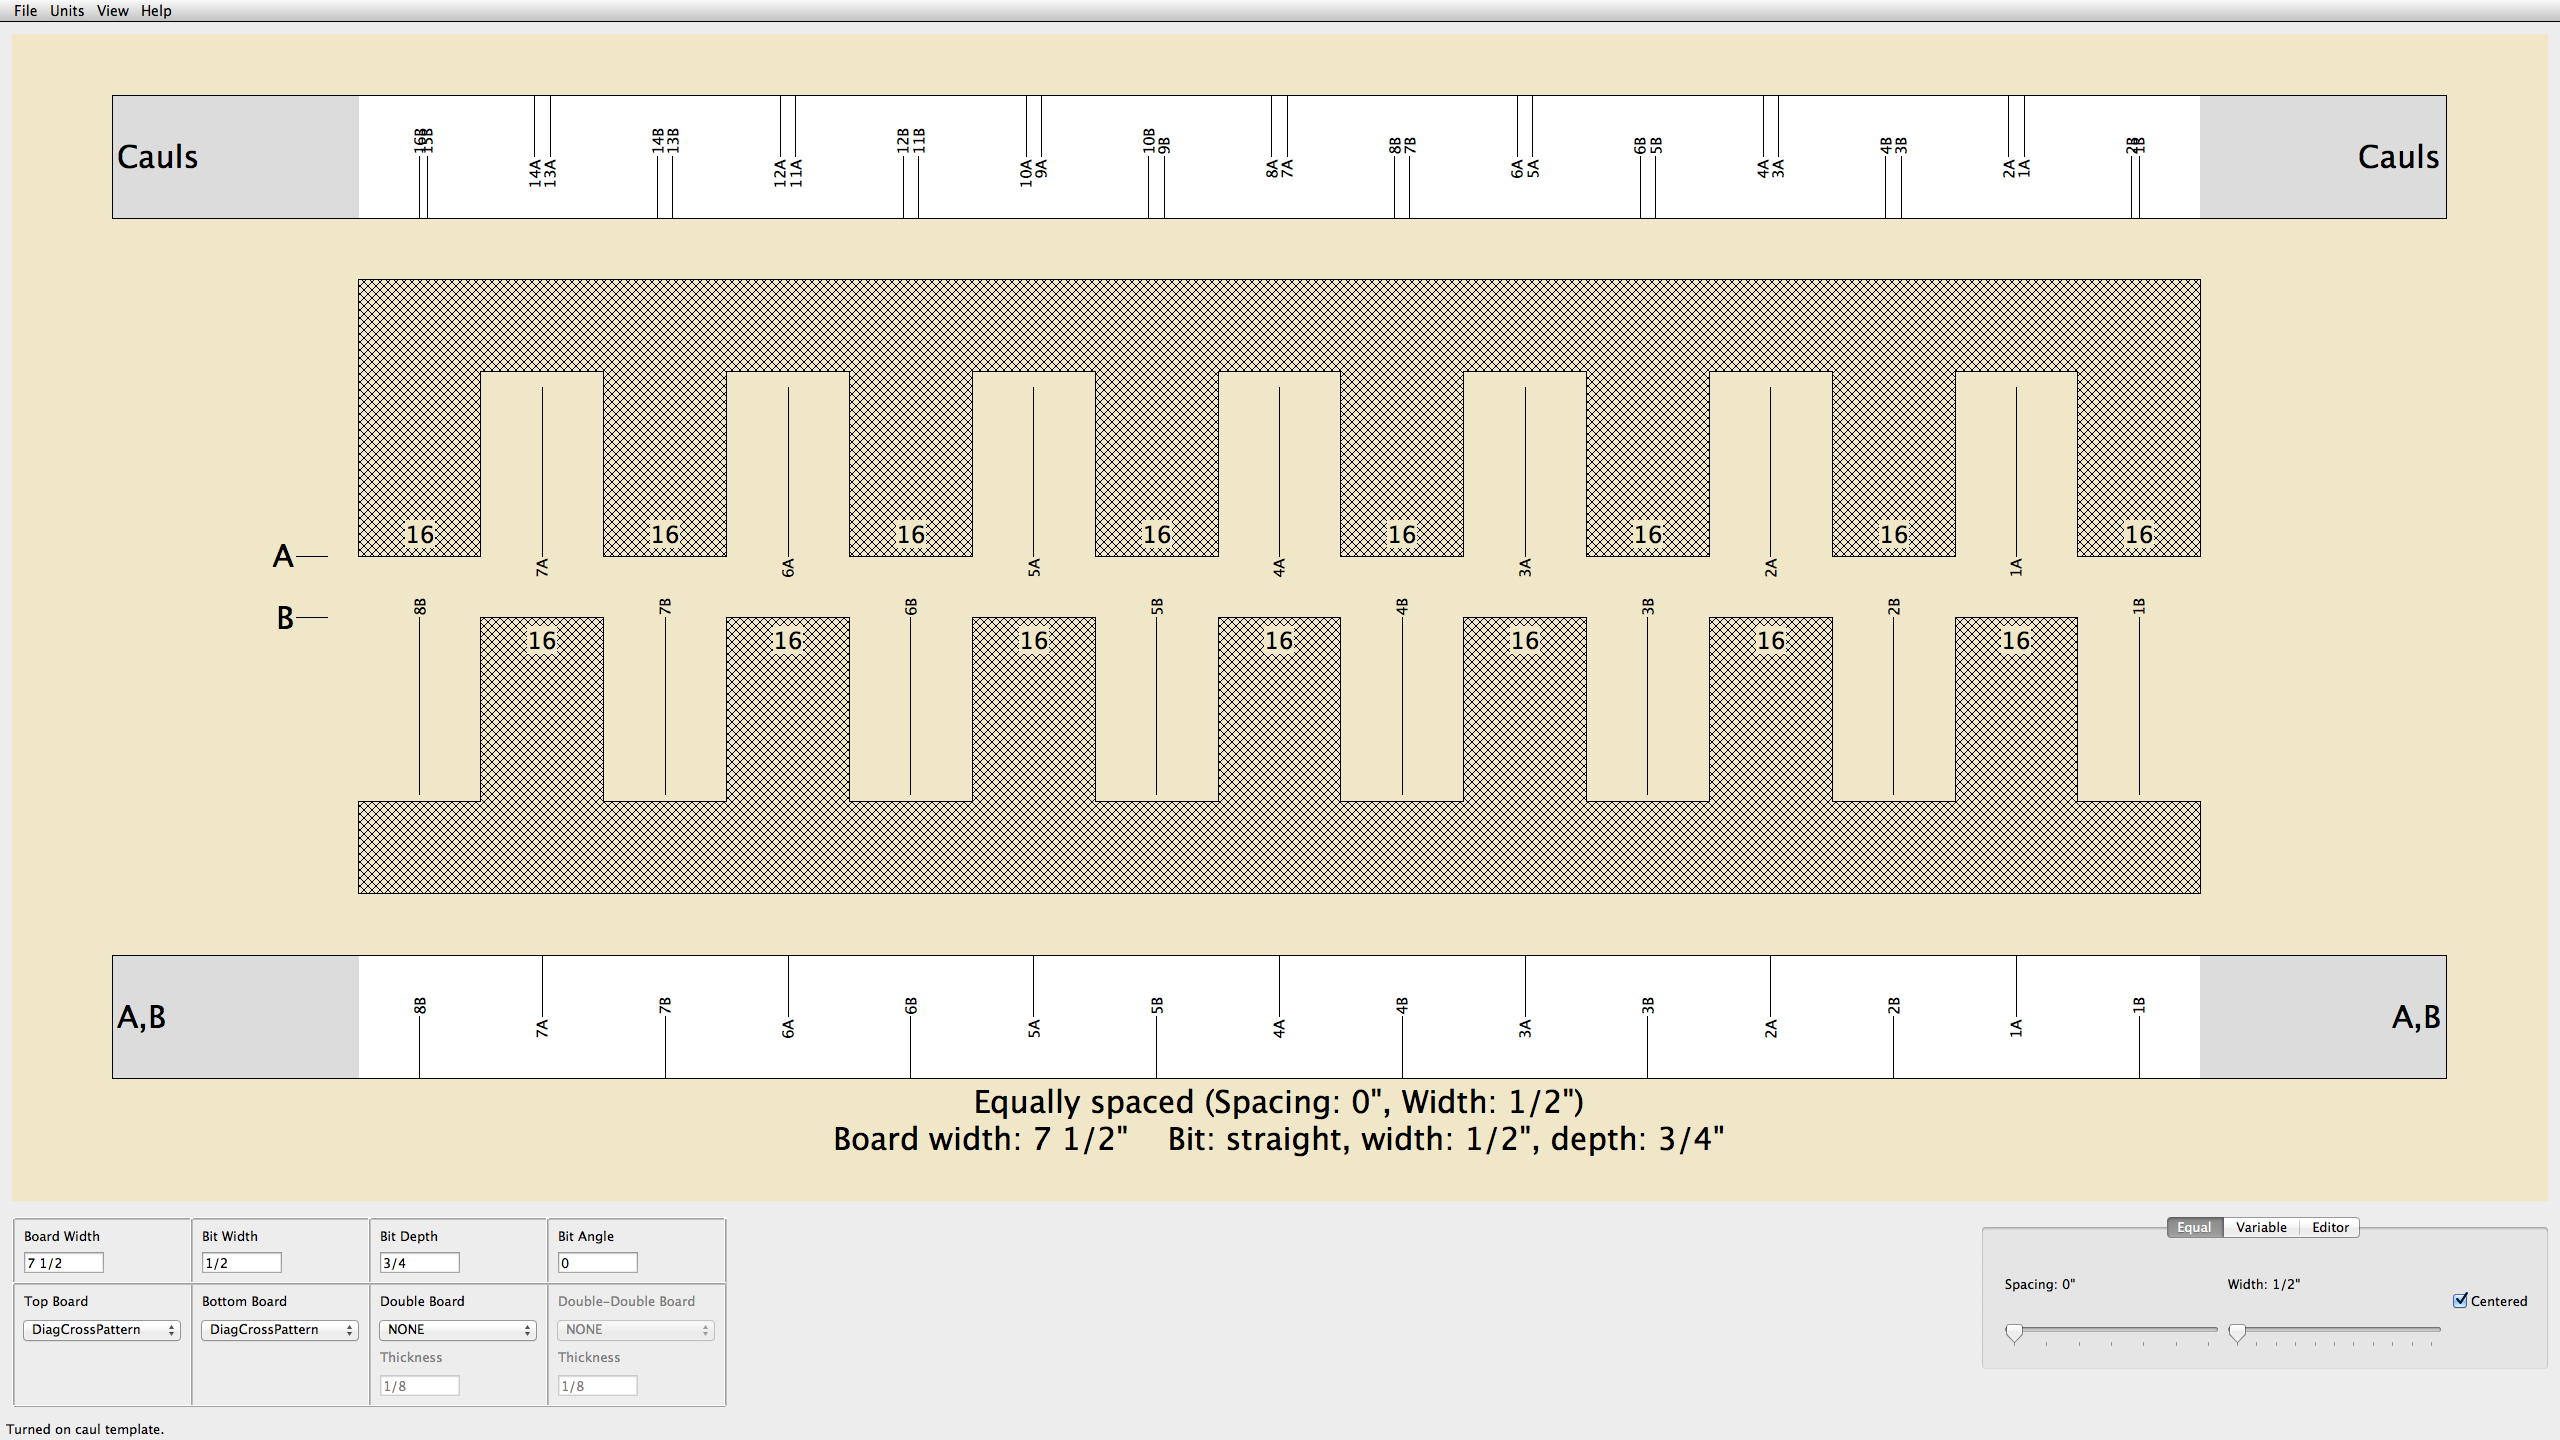 File Units View Help
Cauls 16B 15B 14A 13A 14B 13B 12A 11A 12B 11B 10A 9A 10B 9B 8A 7A 8B 7B 6A 5A 6B 5B 4A 3A 4B 3B 2A 1A 2B 1B Cauls
16 16 16 16 16 16 16 16
A 7A 6A 5A 4A 3A 2A 1A
B 8B 7B 6B 5B 4B 3B 2B 1B
16 16 16 16 16 16 16
A,B 8B 7A 7B 6A 6B 5A 5B 4A 4B 3A 3B 2A 2B 1A 1B A,B
Equally spaced (Spacing: 0", Width: 1/2")
Board width: 7 1/2" Bit: straight, width: 1/2", depth: 3/4"
Board Width Bit Width Bit Depth Bit Angle
7 1/2 1/2 3/4 0
Top Board Bottom Board Double Board Double-Double Board
DiagCrossPattern DiagCrossPattern NONE NONE
Thickness Thickness
1/8 1/8
Equal Variable Editor
Spacing: 0" Width: 1/2"
Centered
Turned on caul template.